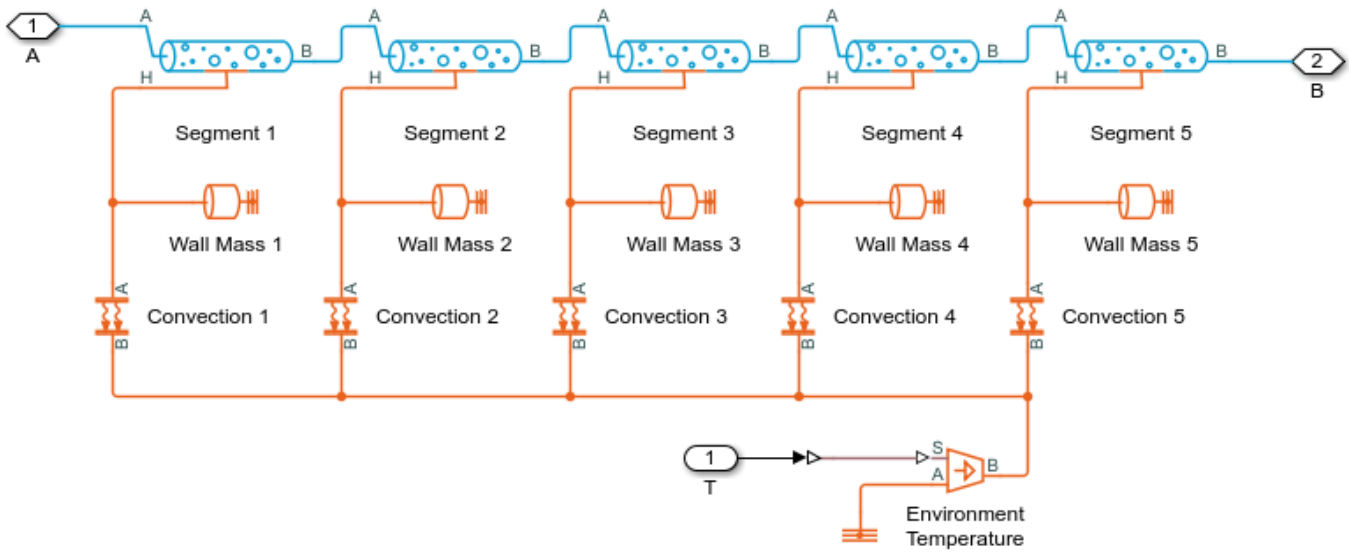 1
A
A B A B A B A B A B
2
B
H H H H H
Segment 1 Segment 2 Segment 3 Segment 4 Segment 5
Wall Mass 1 Wall Mass 2 Wall Mass 3 Wall Mass 4 Wall Mass 5
A A A A A
Convection 1 Convection 2 Convection 3 Convection 4 Convection 5
B B B B B
1
T
S
A
B
Environment
Temperature